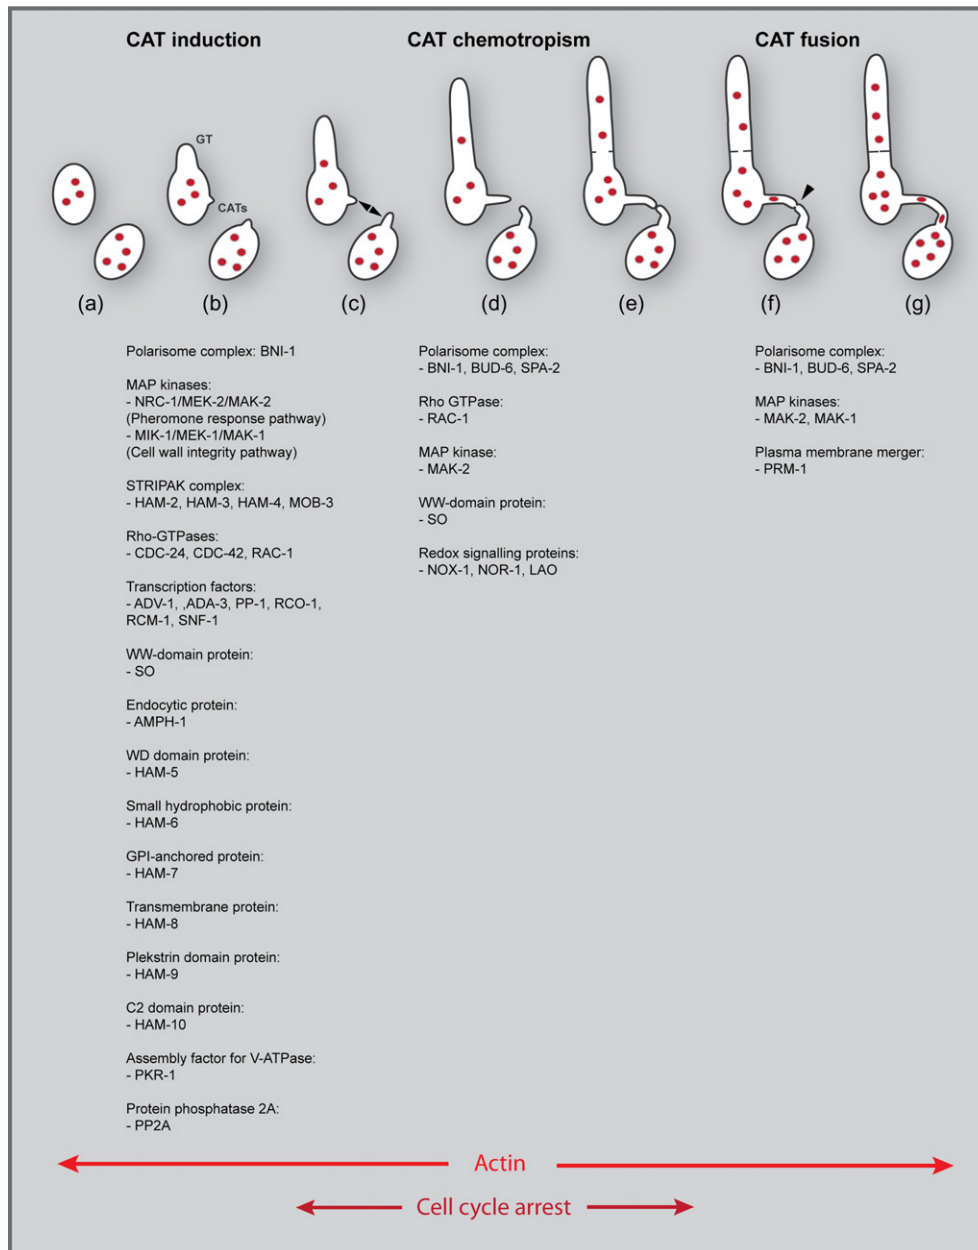 CAT induction
CAT chemotropism
CAT fusion
GT
CATs
(a)
(b)
(c)
(d)
(e)
(f)
(g)
Polarisome complex: BNI-1
MAP kinases:
- NRC-1/MEK-2/MAK-2
(Pheromone response pathway)
- MIK-1/MEK-1/MAK-1
(Cell wall integrity pathway)
STRIPAK complex:
- HAM-2, HAM-3, HAM-4, MOB-3
Rho-GTPases:
- CDC-24, CDC-42, RAC-1
Transcription factors:
- ADV-1, ,ADA-3, PP-1, RCO-1,
RCM-1, SNF-1
WW-domain protein:
- SO
Endocytic protein:
- AMPH-1
WD domain protein:
- HAM-5
Small hydrophobic protein:
- HAM-6
GPI-anchored protein:
- HAM-7
Transmembrane protein:
- HAM-8
Plekstrin domain protein:
- HAM-9
C2 domain protein:
- HAM-10
Assembly factor for V-ATPase:
- PKR-1
Protein phosphatase 2A:
- PP2A
Polarisome complex:
- BNI-1, BUD-6, SPA-2
Rho GTPase:
- RAC-1
MAP kinase:
- MAK-2
WW-domain protein:
- SO
Redox signalling proteins:
- NOX-1, NOR-1, LAO
Polarisome complex:
- BNI-1, BUD-6, SPA-2
MAP kinases:
- MAK-2, MAK-1
Plasma membrane merger:
- PRM-1
Actin
Cell cycle arrest